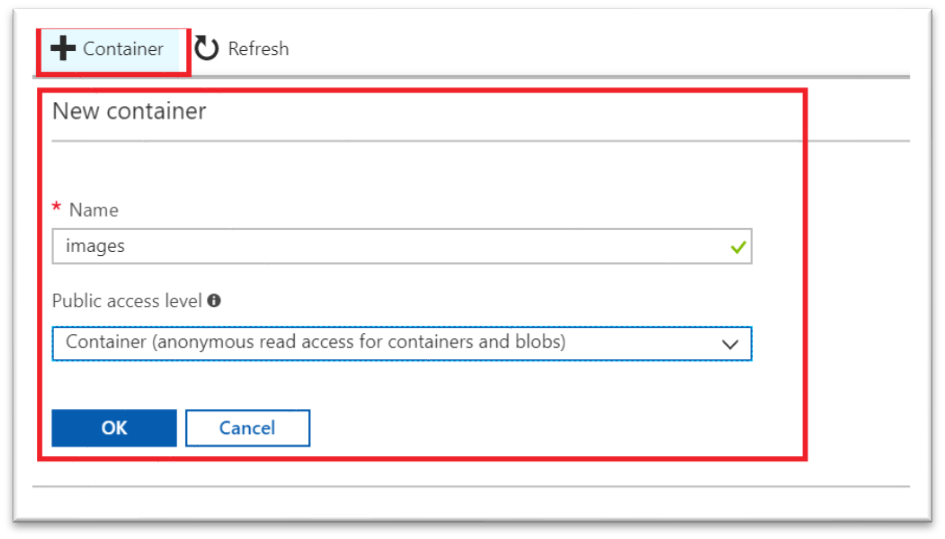 Container Refresh
New container
* Name
images
Public access level
Container (anonymous read access for containers and blobs)
OK Cancel